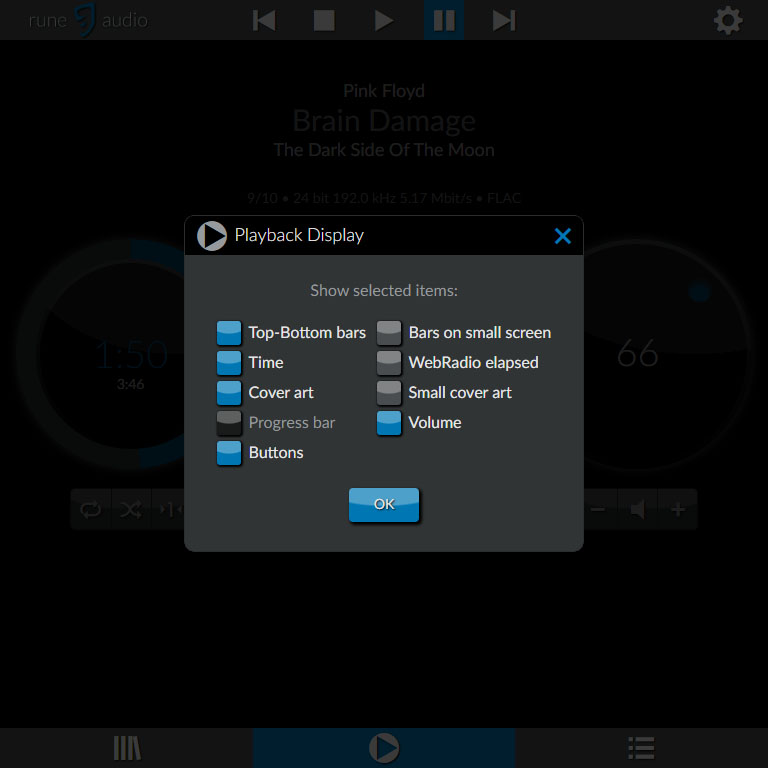 rune audio
Pink Floyd
Brain Damage
The Dark Side Of The Moon
9/10 • 24 bit 192.0 kHz 5.17 Mbit/s • FLAC
Playback Display
Show selected items:
Top-Bottom bars Bars on small screen
Time WebRadio elapsed
Cover art Small cover art
Progress bar Volume
Buttons
OK
1:50
3:46
66
1